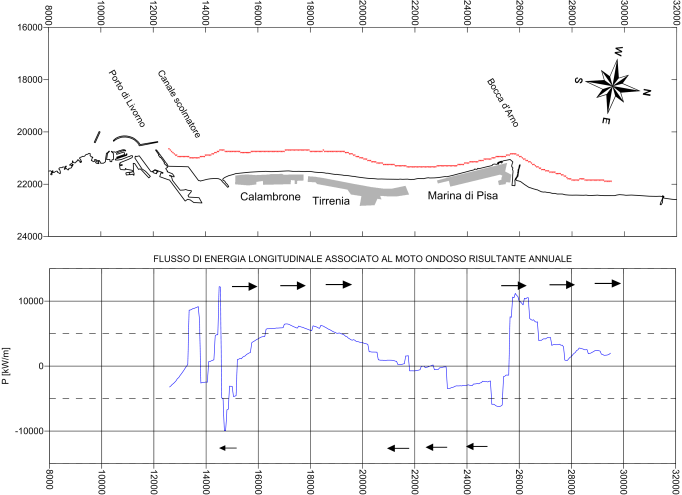 8000 10000 12000 14000 16000 18000 20000 22000 24000 26000 28000 30000 32000
16000
18000
20000
22000
24000
Porto di Livorno
Canale scolmatore
Bocca d'Arno
W
S
N
E
Calambrone
Tirrenia
Marina di Pisa
FLUSSO DI ENERGIA LONGITUDINALE ASSOCIATO AL MOTO ONDOSO RISULTANTE ANNUALE
P [kW/m]
10000
0
-10000
8000 10000 12000 14000 16000 18000 20000 22000 24000 26000 28000 30000 32000